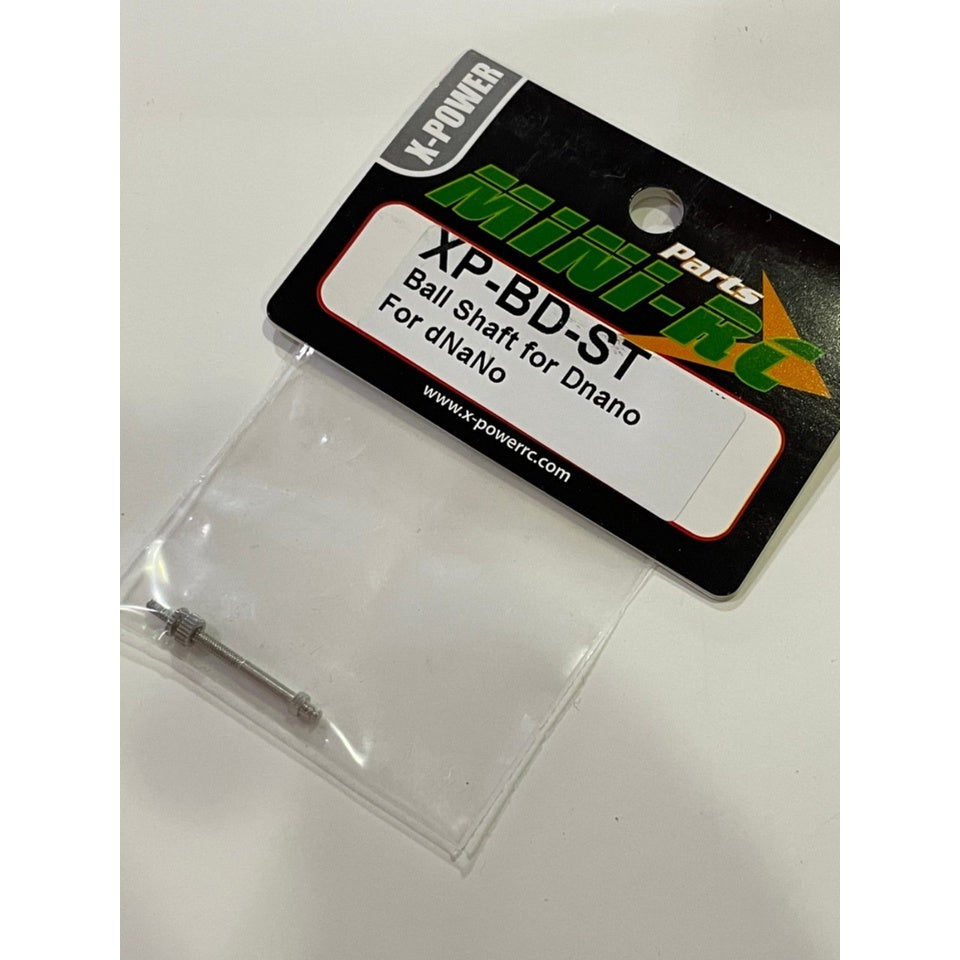 X-POWER
MINI-RC
Parts
XP-BD-ST
Ball Shaft for Dnano
For dNaNo
www.x-powerrc.com